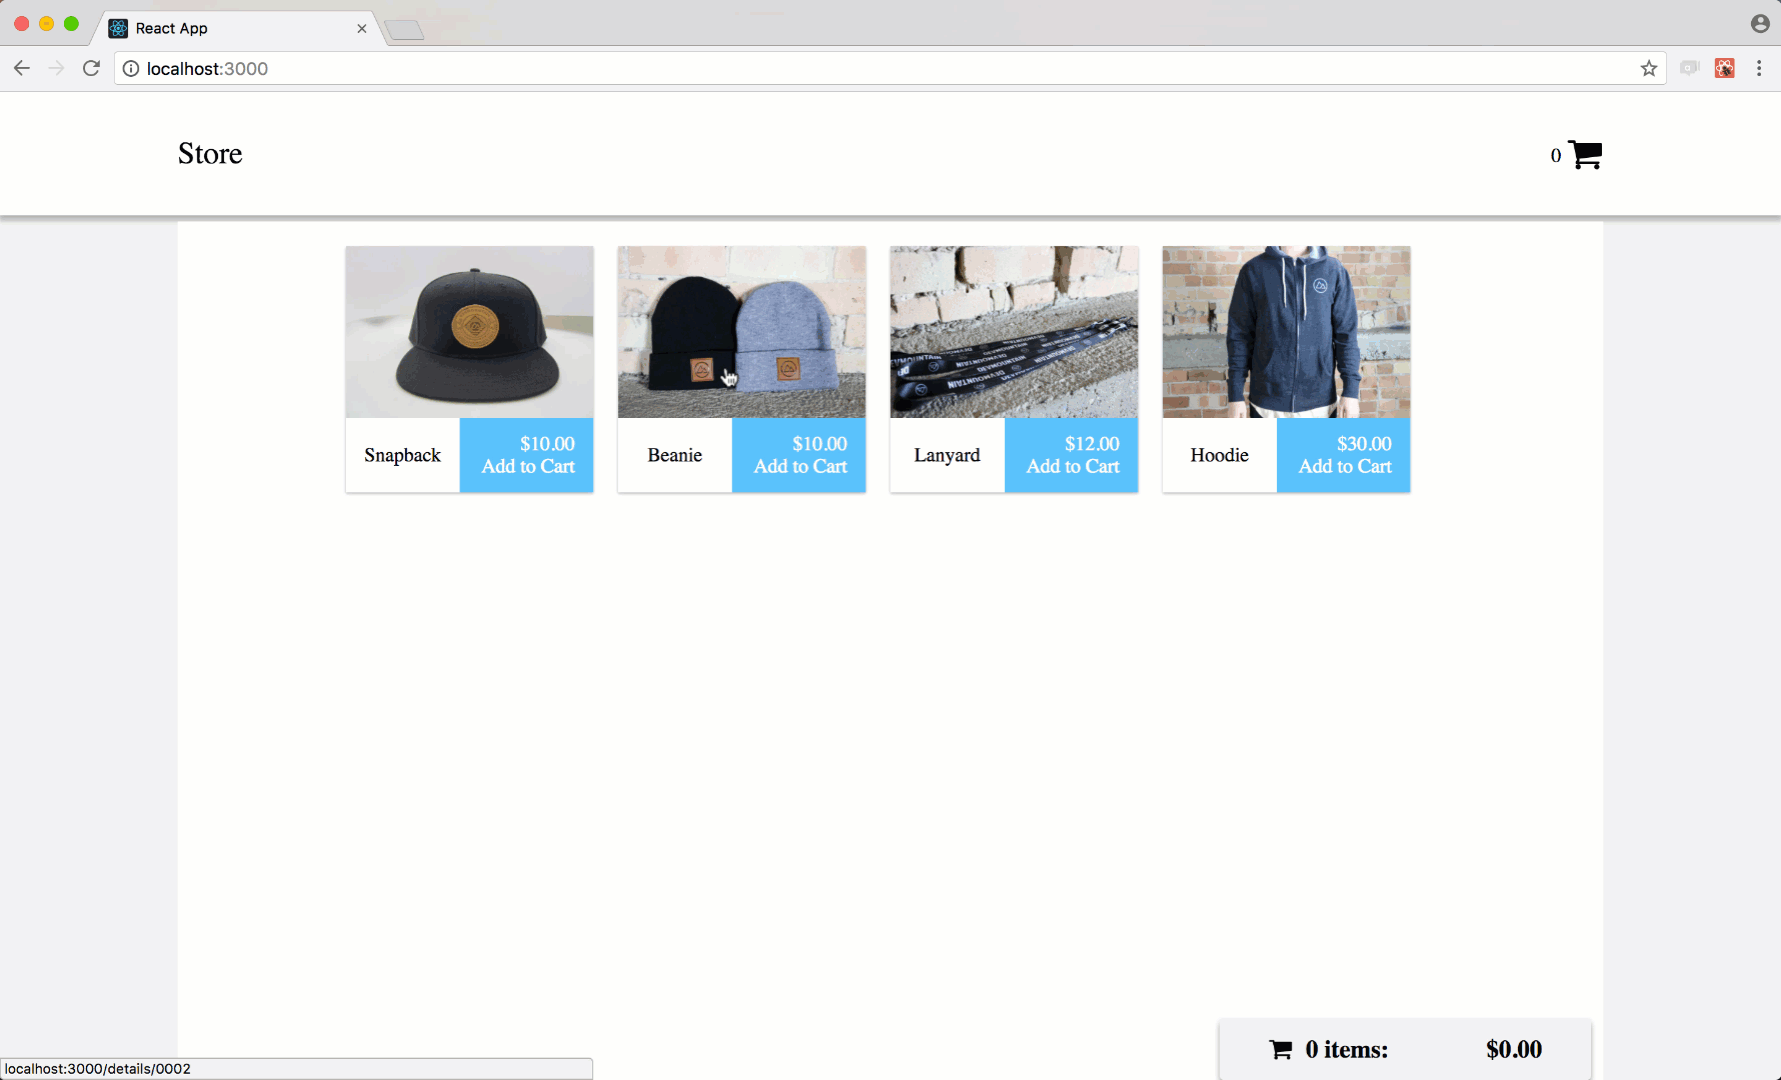 React App
localhost:3000
Store
0
DEVMOUNTAIN
DEVMOUNTAIN
Snapback
$10.00
Add to Cart
Beanie
$10.00
Add to Cart
Lanyard
$12.00
Add to Cart
Hoodie
$30.00
Add to Cart
0 items:
$0.00
localhost:3000/details/0002